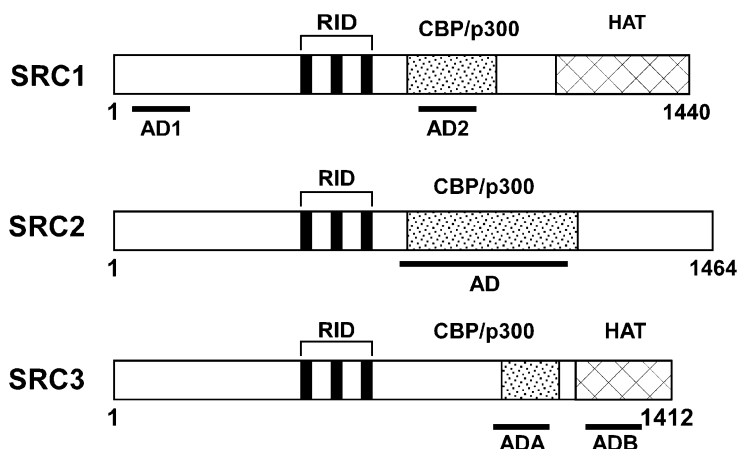 RID CBP/p300 HAT
SRC1
1 1440
AD1 AD2
RID CBP/p300
SRC2
1 1464
AD
RID CBP/p300 HAT
SRC3
1 1412
ADA ADB